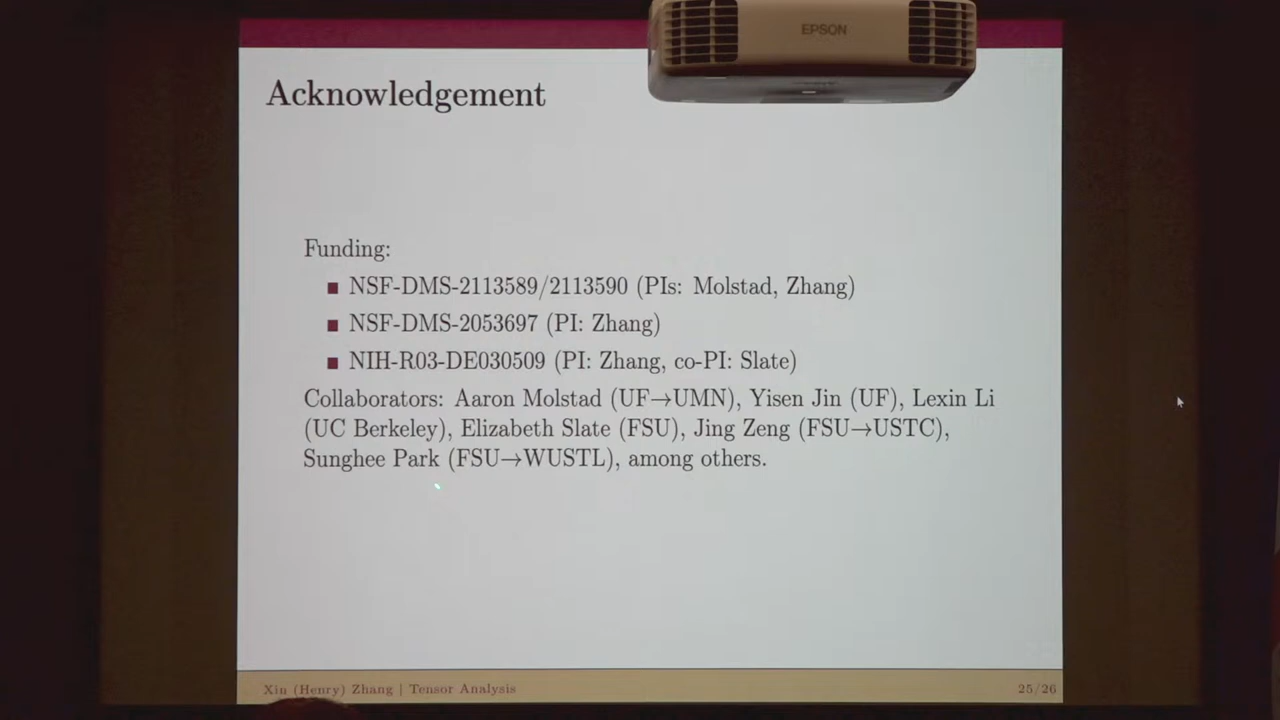 EPSON
Acknowledgement
Funding:
NSF-DMS-2113589/2113590 (PIs: Molstad, Zhang)
NSF-DMS-2053697 (PI: Zhang)
NIH-R03-DE030509 (PI: Zhang, co-PI: Slate)
Collaborators: Aaron Molstad (UF→UMN), Yisen Jin (UF), Lexin Li
(UC Berkeley), Elizabeth Slate (FSU), Jing Zeng (FSU→USTC),
Sunghee Park (FSU→WUSTL), among others.
Xin (Henry) Zhang | Tensor Analysis
25/26